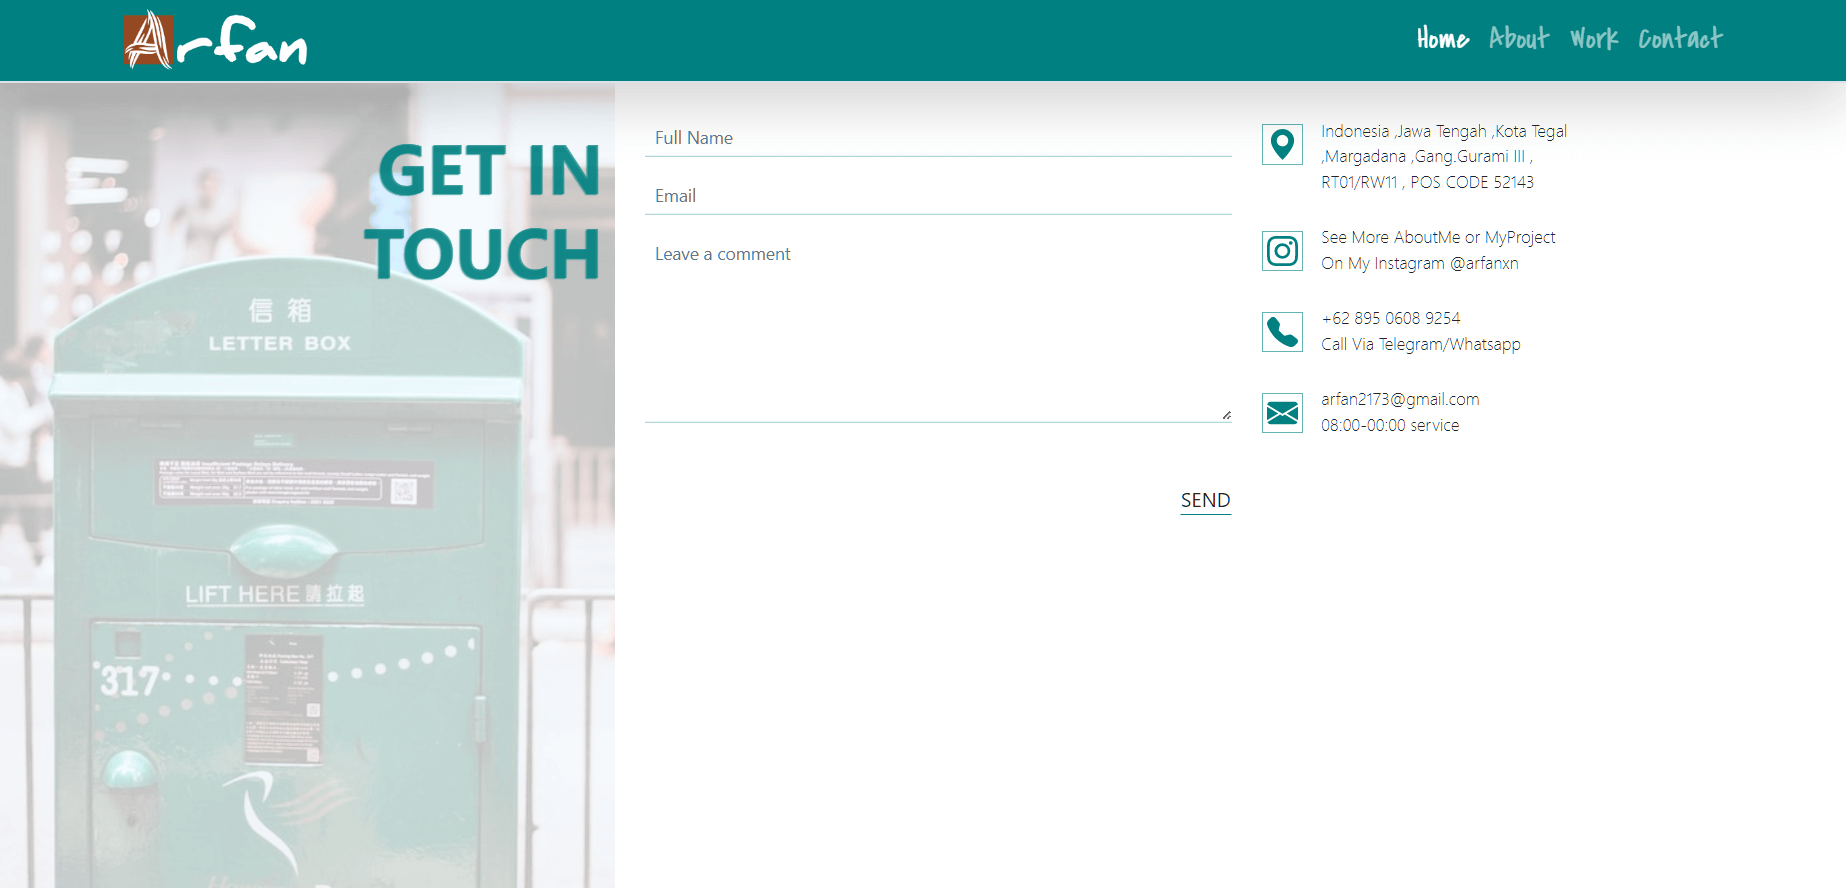 Arfan
Home About Work Contact
GET IN
TOUCH
信箱
LETTER BOX
LIFT HERE 請拉起
317
Full Name
Email
Leave a comment
SEND
Indonesia ,Jawa Tengah ,Kota Tegal
,Margadana ,Gang.Gurami III ,
RT01/RW11 , POS CODE 52143
See More AboutMe or MyProject
On My Instagram @arfanxn
+62 895 0608 9254
Call Via Telegram/Whatsapp
arfan2173@gmail.com
08:00-00:00 service